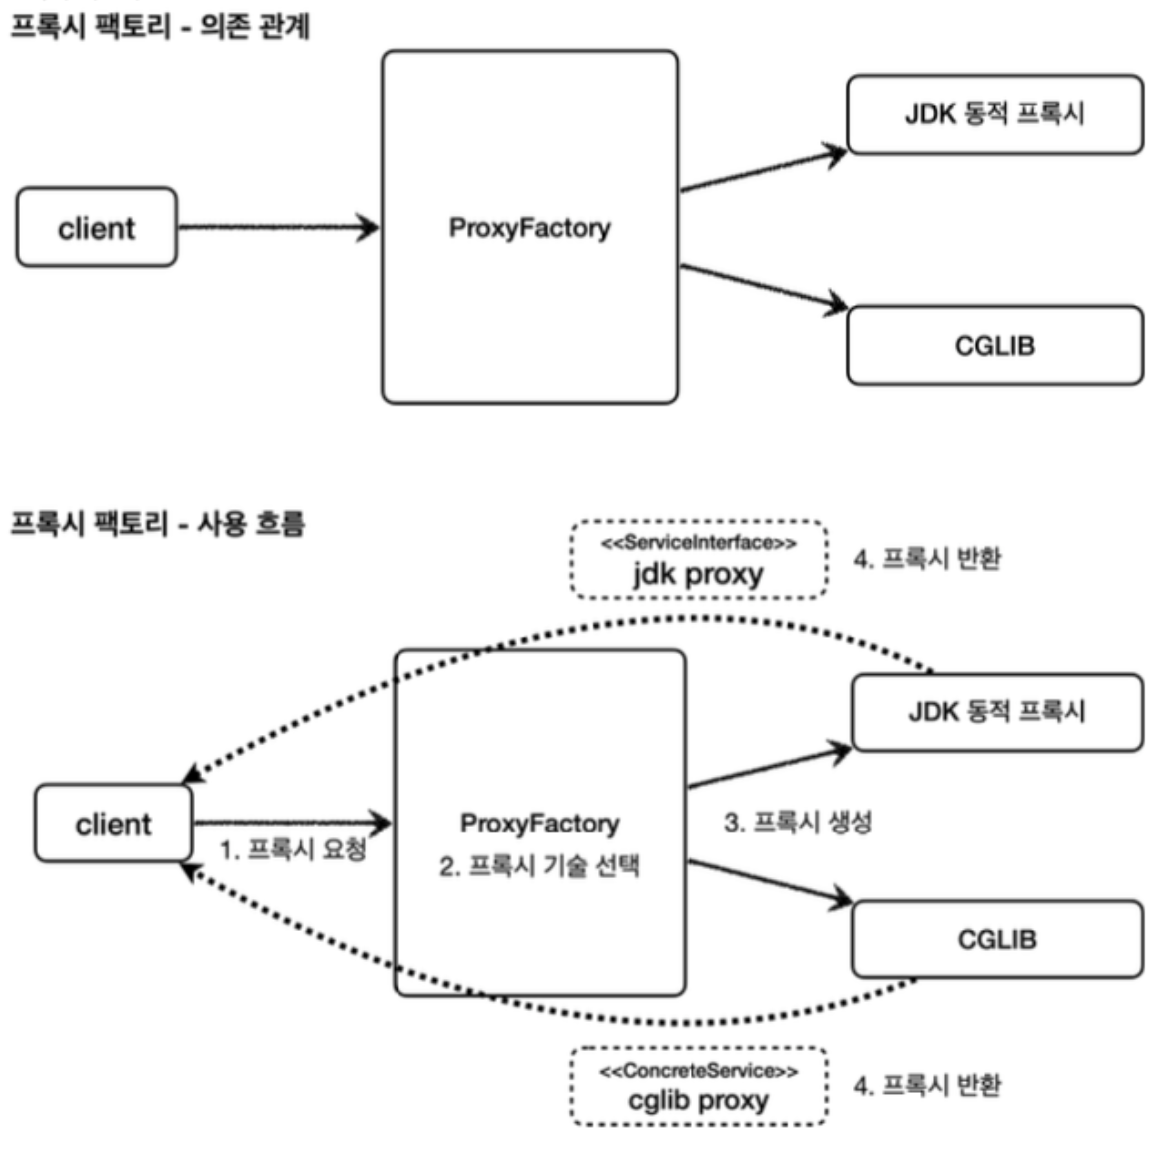 프록시 팩토리 - 의존 관계
JDK 동적 프록시
client
ProxyFactory
CGLIB
프록시 팩토리 - 사용 흐름
<<ServiceInterface>>
jdk proxy
4. 프록시 반환
JDK 동적 프록시
client
1. 프록시 요청
ProxyFactory
2. 프록시 기술 선택
3. 프록시 생성
CGLIB
<<ConcreteService>>
cglib proxy
4. 프록시 반환